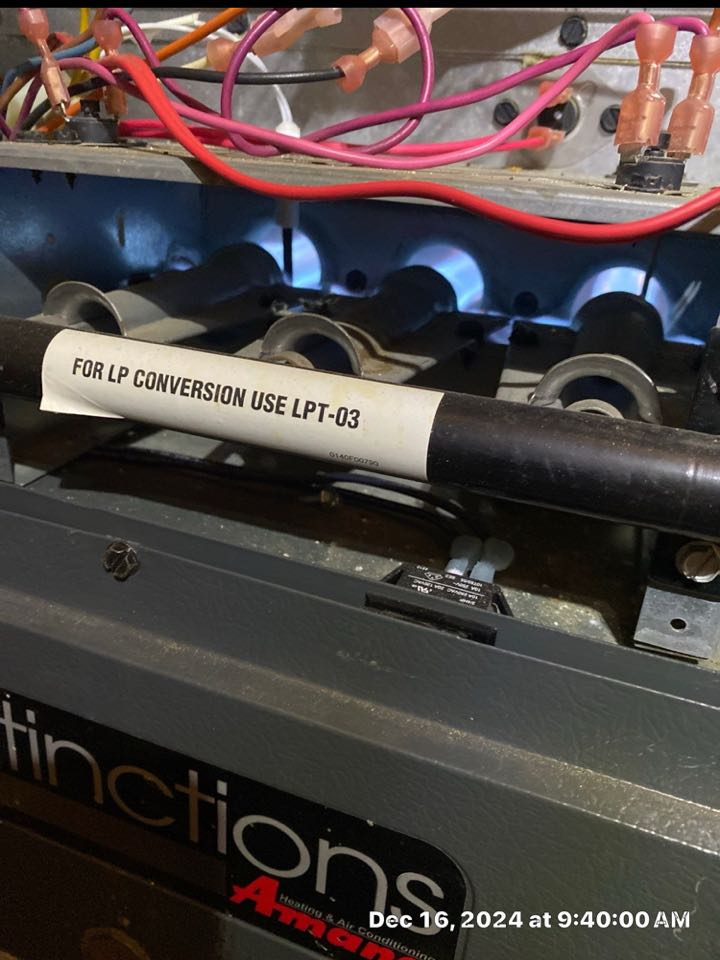 FOR LP CONVERSION USE LPT-03
0140F00790
tinctions
Heating & Air Conditioning
Amana
Dec 16, 2024 at 9:40:00 AM